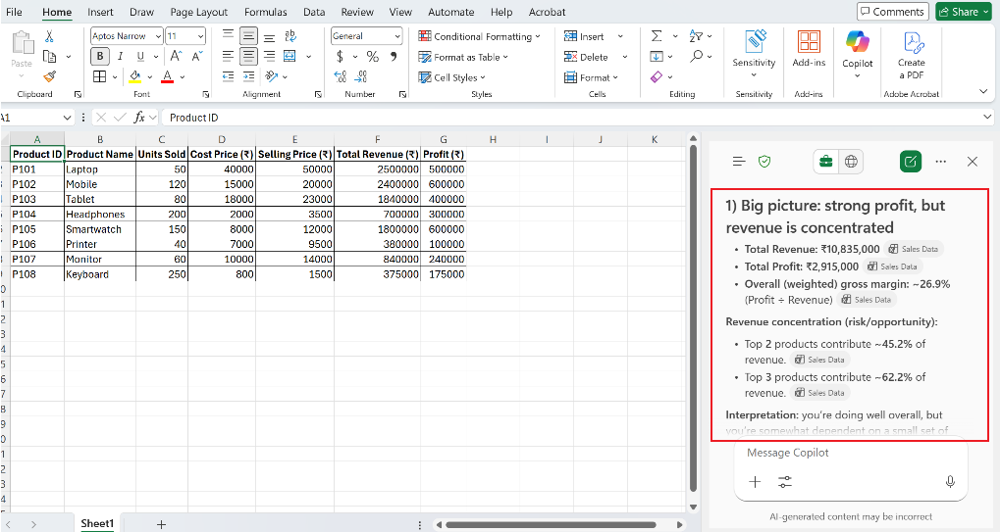 File Home Insert Draw Page Layout Formulas Data Review View Automate Help Acrobat Comments Share
Aptos Narrow 11 General Conditional Formatting Insert
Paste B I U $ % Format as Table Delete Sensitivity Add-ins Copilot Create a PDF
A Cell Styles Format
Clipboard Font Alignment Number Styles Cells Editing Sensitivity Add-ins Adobe Acrobat
A1 fx Product ID
A B C D E F G H I J K
Product ID Product Name Units Sold Cost Price (₹) Selling Price (₹) Total Revenue (₹) Profit (₹)
P101 Laptop 50 40000 50000 2500000 500000
P102 Mobile 120 15000 20000 2400000 600000
P103 Tablet 80 18000 23000 1840000 400000
P104 Headphones 200 2000 3500 700000 300000
P105 Smartwatch 150 8000 12000 1800000 600000
P106 Printer 40 7000 9500 380000 100000
P107 Monitor 60 10000 14000 840000 240000
P108 Keyboard 250 800 1500 375000 175000
1) Big picture: strong profit, but
revenue is concentrated
• Total Revenue: ₹10,835,000 Sales Data
• Total Profit: ₹2,915,000 Sales Data
• Overall (weighted) gross margin: ~26.9%
(Profit ÷ Revenue) Sales Data
Revenue concentration (risk/opportunity):
• Top 2 products contribute ~45.2% of
revenue. Sales Data
• Top 3 products contribute ~62.2% of
revenue. Sales Data
Interpretation: you're doing well overall, but
you're somewhat dependent on a small set of
Message Copilot
AI-generated content may be incorrect
Sheet1